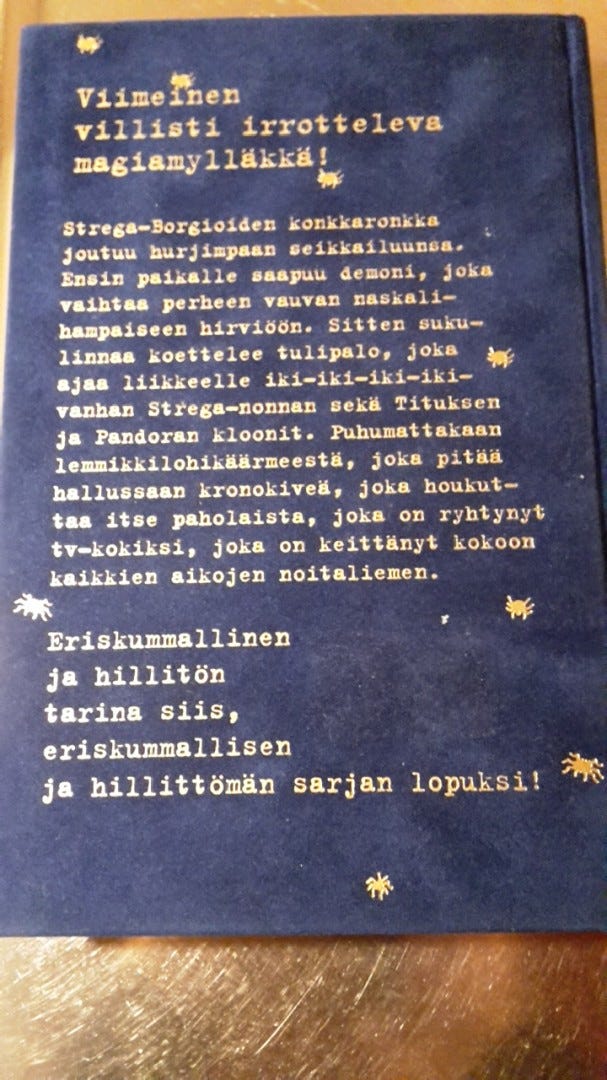 Viimeinen
villisti irrotteleva
magiamylläkkä!
Strega-Borgioiden konkkaronkka
joutuu hurjimpaan seikkailuunsa.
Ensin paikalle saapuu demoni, joka
vaihtaa perheen vauvan naskali-
hampaiseen hirviöön. Sitten suku-
linnaa koettelee tulipalo, joka
ajaa liikkeelle iki-iki-iki-iki-
vanhan Strega-nonnan sekä Tituksen
ja Pandoran kloonit. Puhumattakaan
lemmikkilohikäärmeestä, joka pitää
hallussaan kronokiveä, joka houkut-
taa itse paholaista, joka on ryhtynyt
tv-kokiksi, joka on keittänyt kokoon
kaikkien aikojen noitaliemen.
Eriskummallinen
ja hillitön
tarina siis,
eriskummallisen
ja hillittömän sarjan lopuksi!